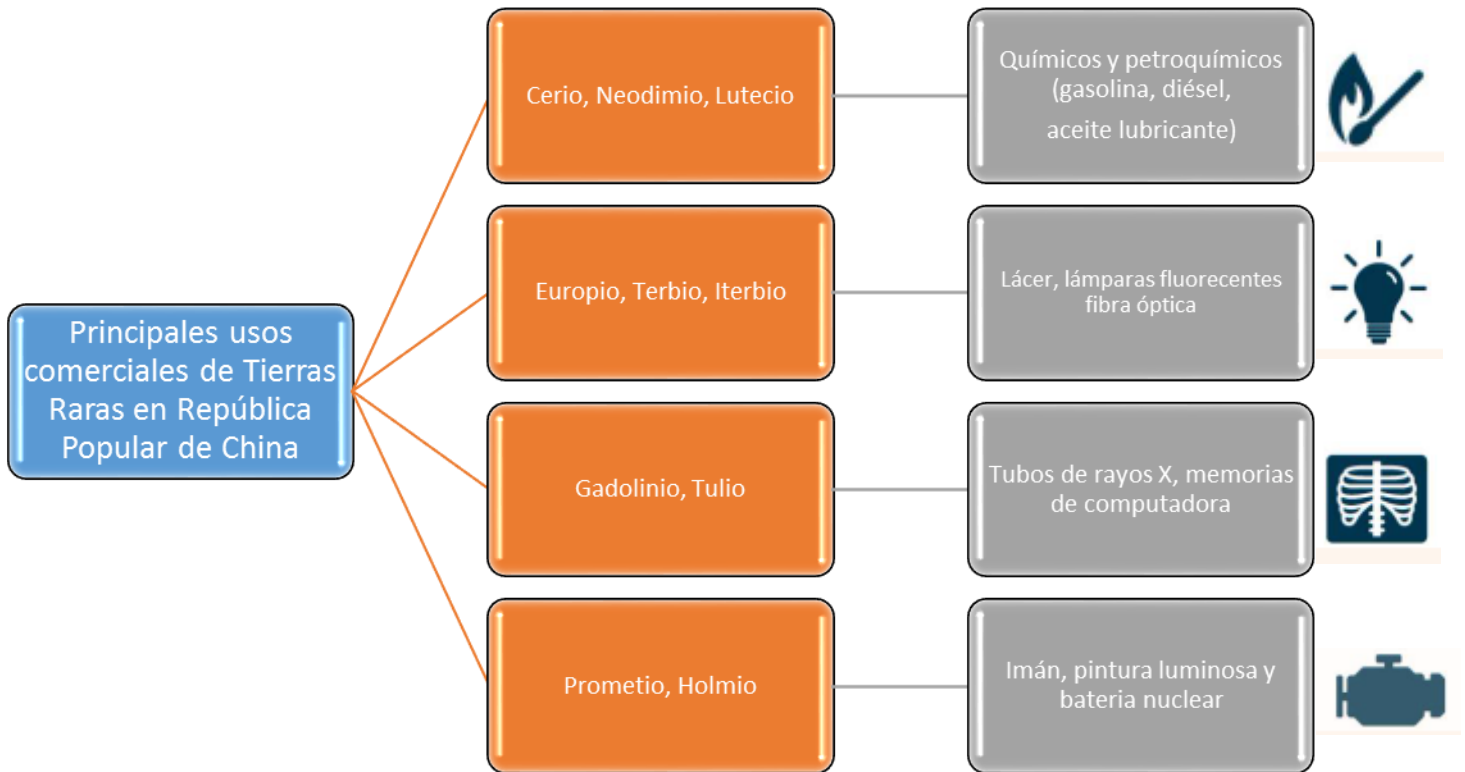 Principales usos
comerciales de Tierras
Raras en República
Popular de China
Cerio, Neodimio, Lutecio
Químicos y petroquímicos
(gasolina, diésel,
aceite lubricante)
Europio, Terbio, Iterbio
Lácer, lámparas fluorecentes
fibra óptica
Gadolinio, Tulio
Tubos de rayos X, memorias
de computadora
Prometio, Holmio
Imán, pintura luminosa y
bateria nuclear